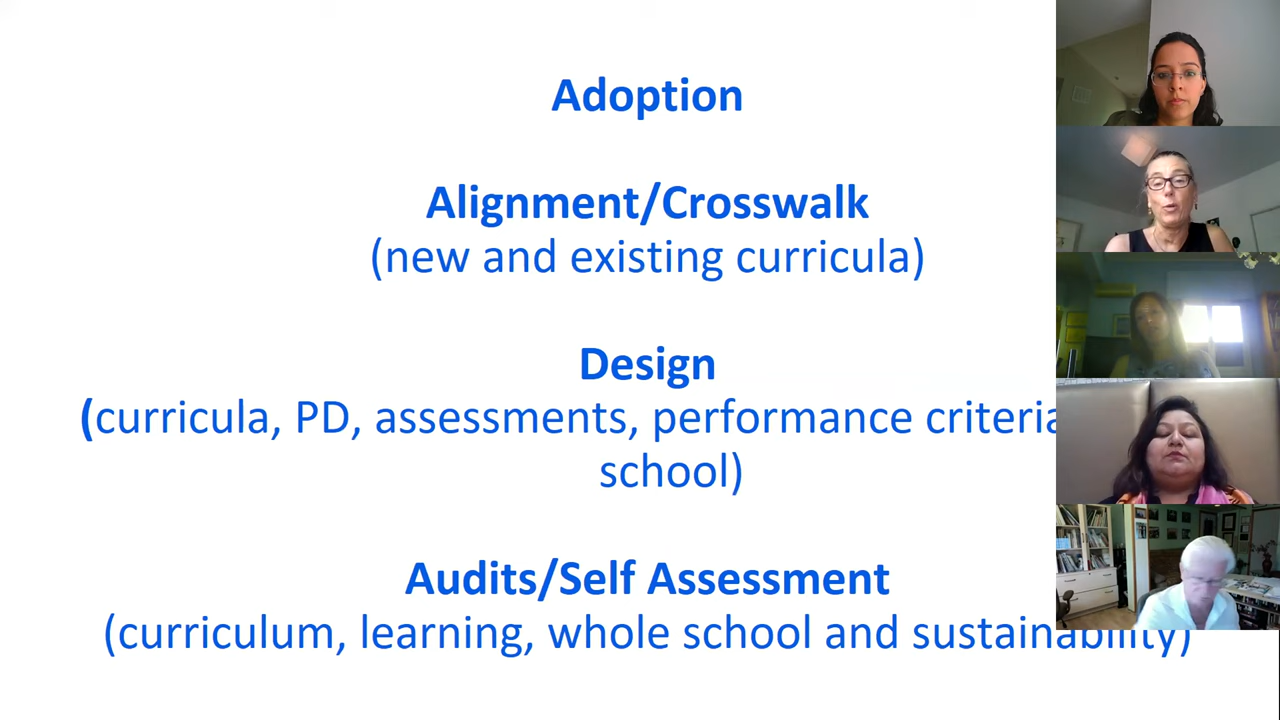 Adoption
Alignment/Crosswalk
(new and existing curricula)
Design
(curricula, PD, assessments, performance criteria
school)
Audits/Self Assessment
(curriculum, learning, whole school and sustainability)